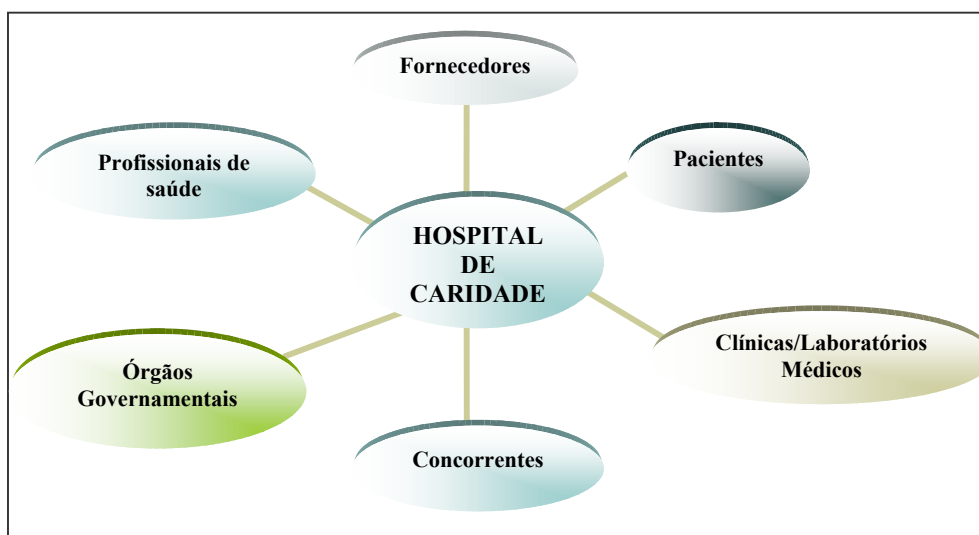 Fornecedores
Profissionais de
saúde
Pacientes
HOSPITAL
DE
CARIDADE
Clínicas/Laboratórios
Médicos
Órgãos
Governamentais
Concorrentes